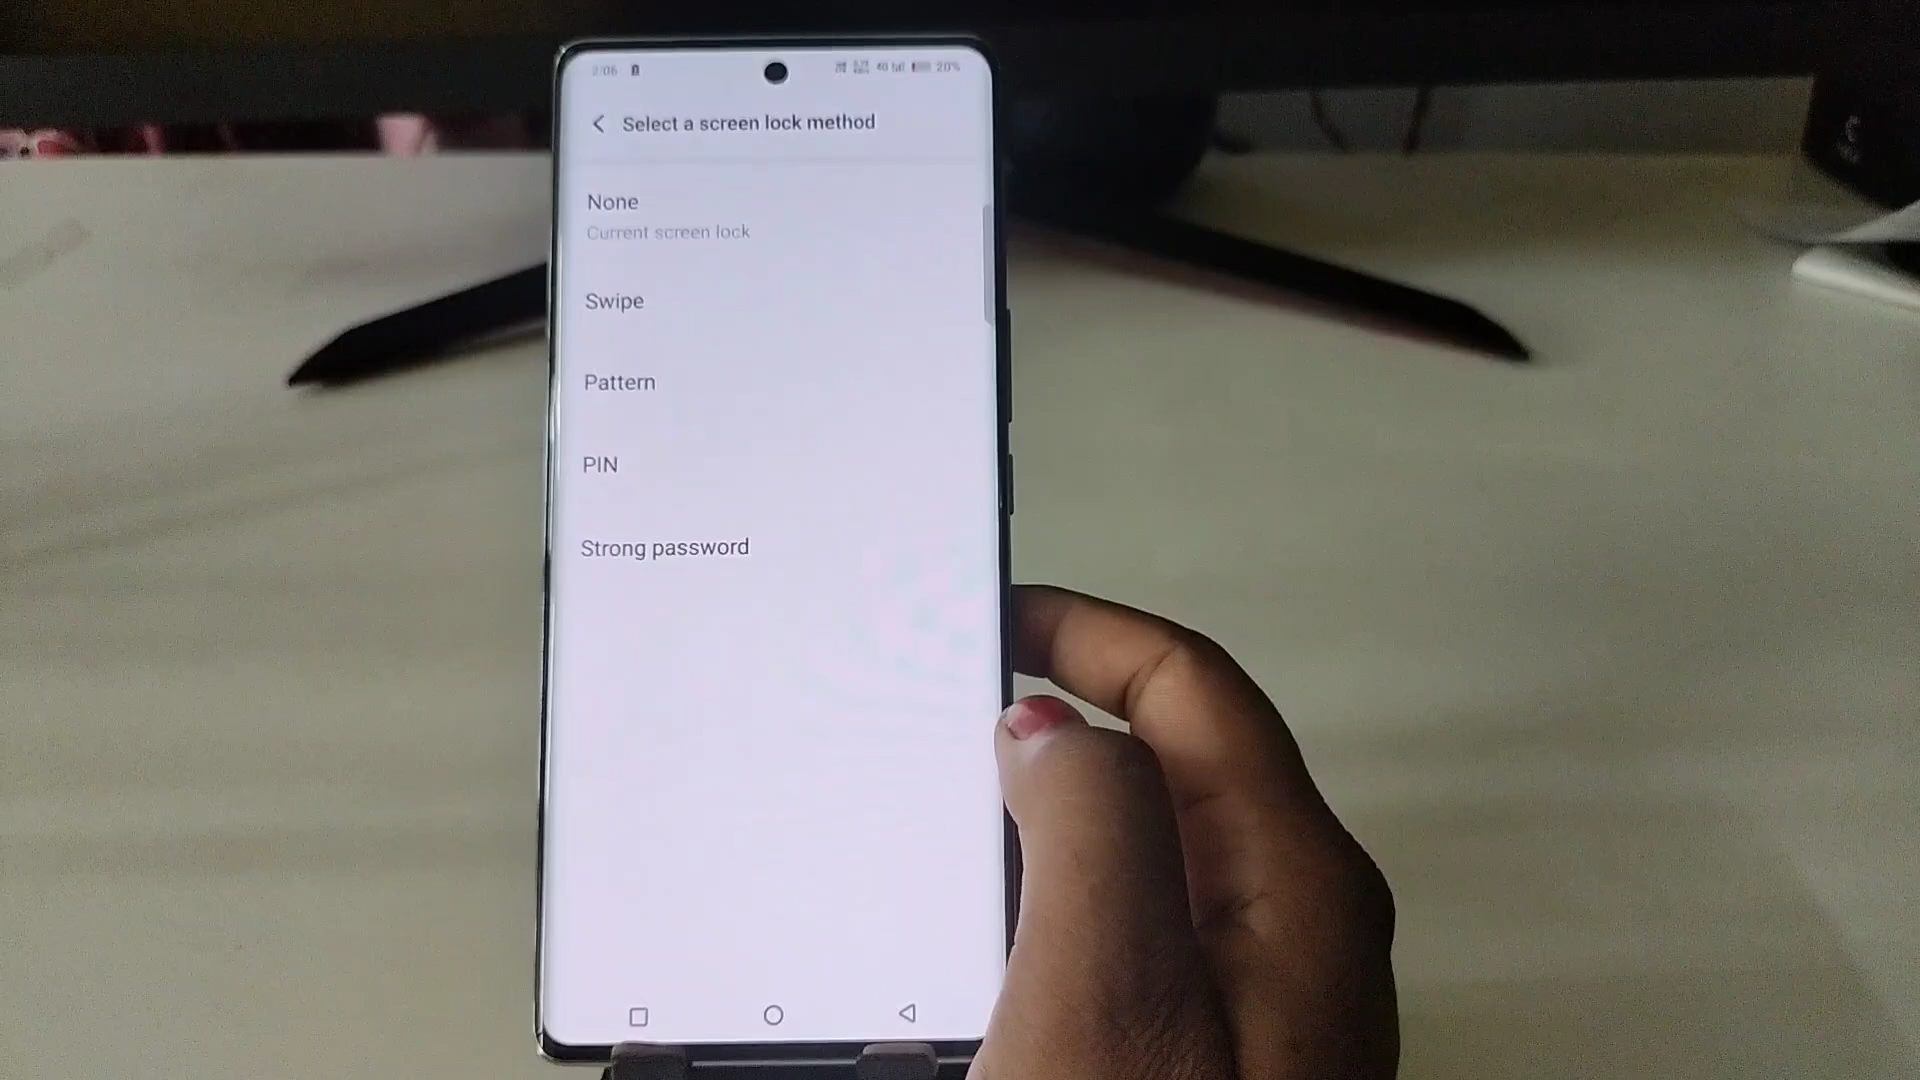 2:06 20%
Select a screen lock method
None
Current screen lock
Swipe
Pattern
PIN
Strong password